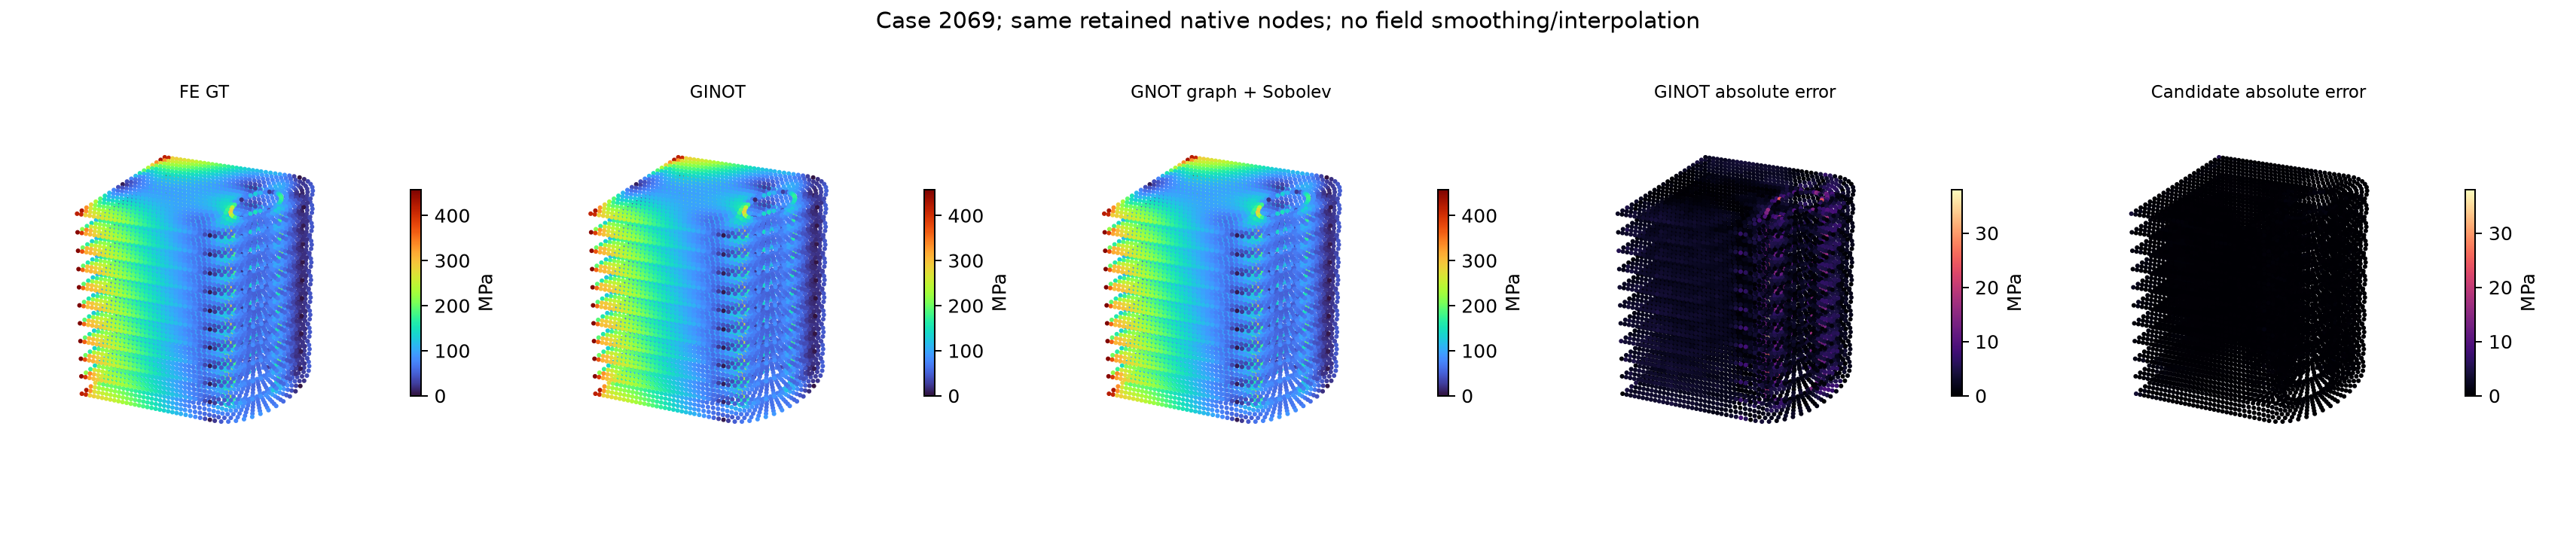 Case 2069; same retained native nodes; no field smoothing/interpolation
FE GT
GINOT
GNOT graph + Sobolev
GINOT absolute error
Candidate absolute error
400
300
200
100
0
MPa
400
300
200
100
0
MPa
400
300
200
100
0
MPa
30
20
10
0
MPa
30
20
10
0
MPa